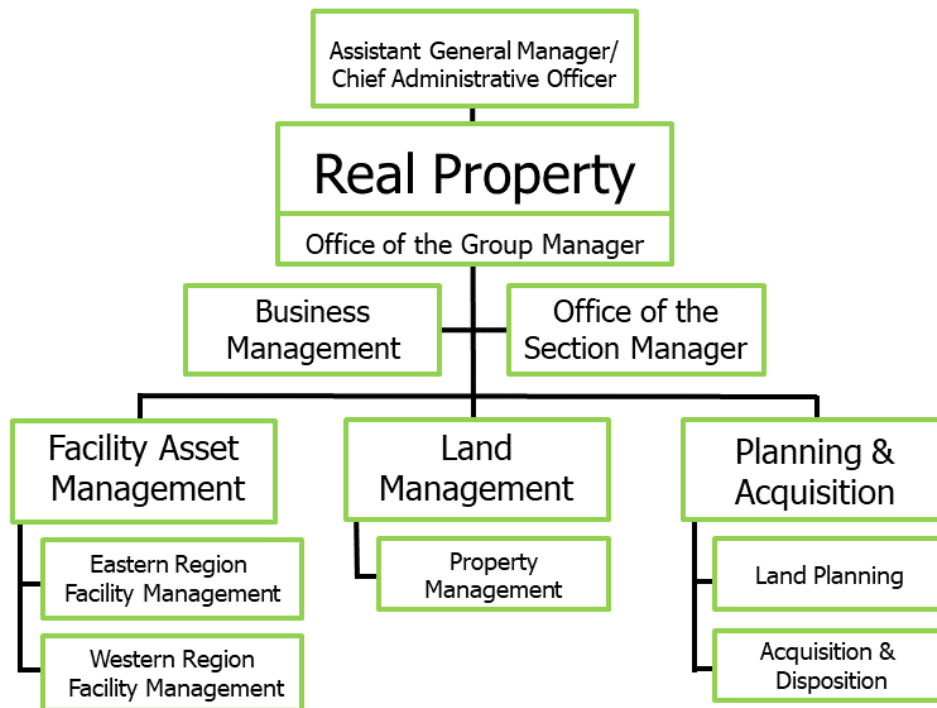 Assistant General Manager/
Chief Administrative Officer
Real Property
Office of the Group Manager
Business
Management
Office of the
Section Manager
Facility Asset
Management
Land
Management
Planning &
Acquisition
Eastern Region
Facility Management
Property
Management
Land Planning
Western Region
Facility Management
Acquisition &
Disposition